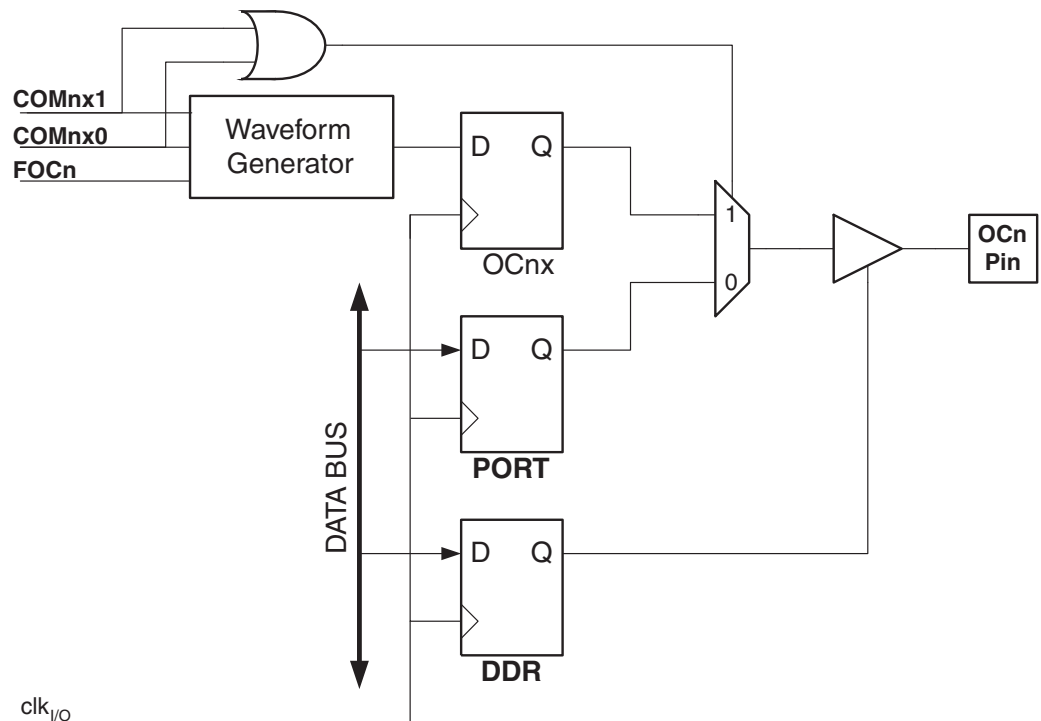 COMnx1
COMnx0
FOCn
Waveform
Generator
D Q
OCnx
1
0
OCn
Pin
D Q
PORT
DATA BUS
D Q
DDR
clkI/O